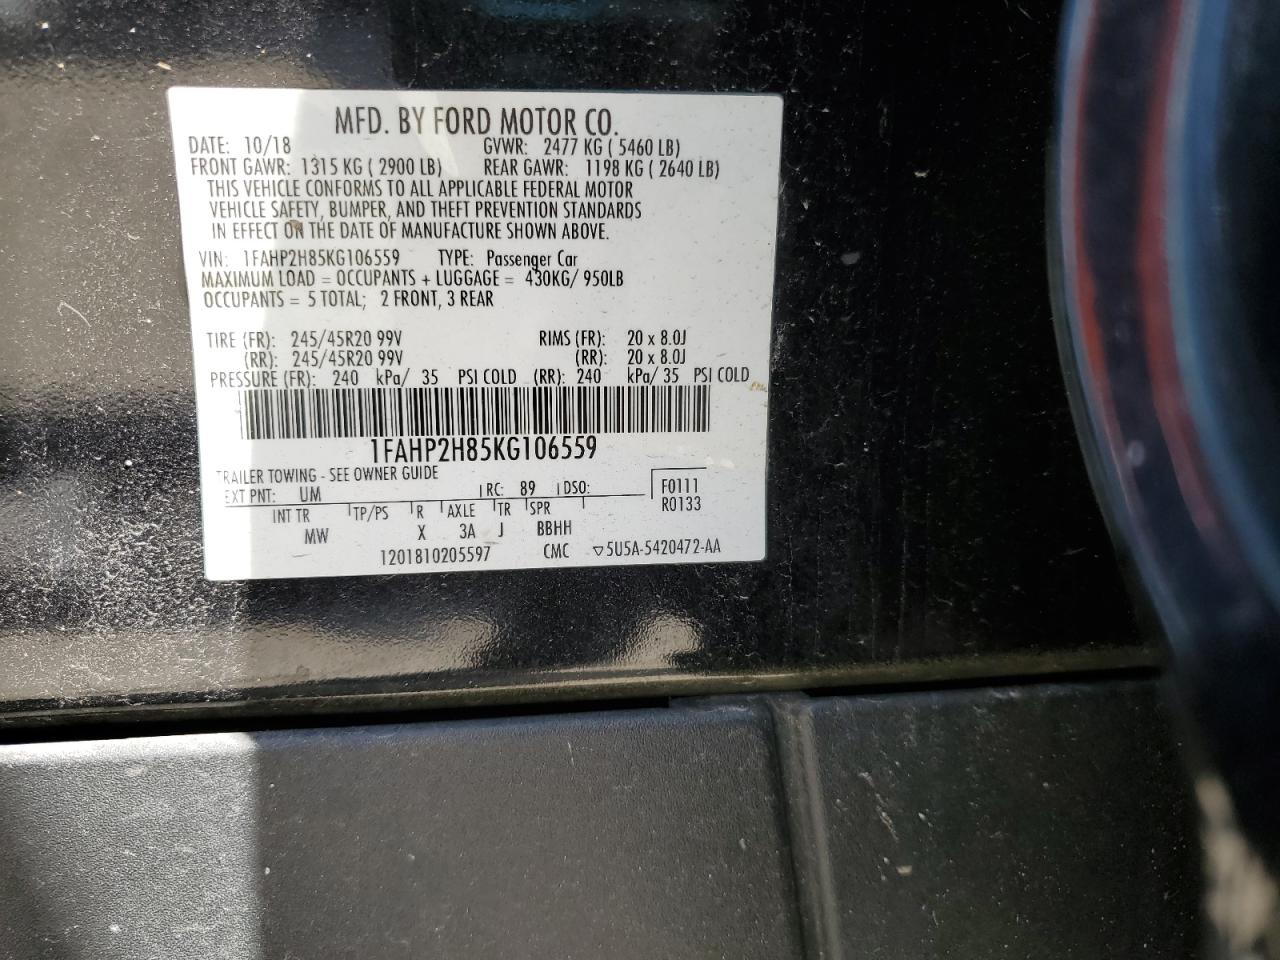 MFD. BY FORD MOTOR CO.
DATE: 10/18 GVWR: 2477 KG ( 5460 LB)
FRONT GAWR: 1315 KG ( 2900 LB) REAR GAWR: 1198 KG ( 2640 LB)
THIS VEHICLE CONFORMS TO ALL APPLICABLE FEDERAL MOTOR
VEHICLE SAFETY, BUMPER, AND THEFT PREVENTION STANDARDS
IN EFFECT ON THE DATE OF MANUFACTURE SHOWN ABOVE.
VIN: 1FAHP2H85KG106559 TYPE: Passenger Car
MAXIMUM LOAD = OCCUPANTS + LUGGAGE = 430KG/ 950LB
OCCUPANTS = 5 TOTAL; 2 FRONT, 3 REAR
TIRE (FR): 245/45R20 99V RIMS (FR): 20 x 8.0J
(RR): 245/45R20 99V (RR): 20 x 8.0J
PRESSURE (FR): 240 kPa/ 35 PSI COLD (RR): 240 kPa/ 35 PSI COLD
1FAHP2H85KG106559
TRAILER TOWING - SEE OWNER GUIDE
EXT PNT: UM RC: 89 DSO: F0111
R0133
INT TR TP/PS R AXLE TR SPR
MW X 3A J BBHH
1201810205597 CMC ▽5U5A-5420472-AA